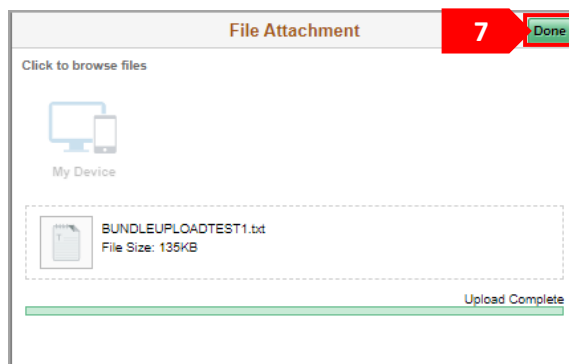 File Attachment
7
Done
Click to browse files
My Device
BUNDLEUPLOADTEST1.txt
File Size: 135KB
Upload Complete